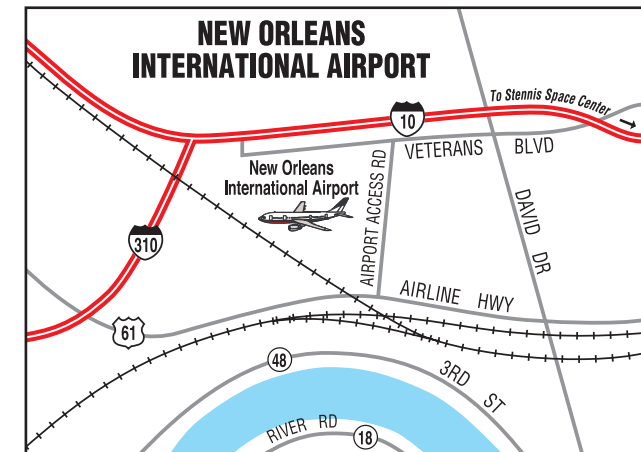 NEW ORLEANS
INTERNATIONAL AIRPORT
To Stennis Space Center
10
VETERANS BLVD
New Orleans
International Airport
AIRPORT ACCESS RD
DAVID DR
310
AIRLINE HWY
61
48
3RD ST
RIVER RD
18